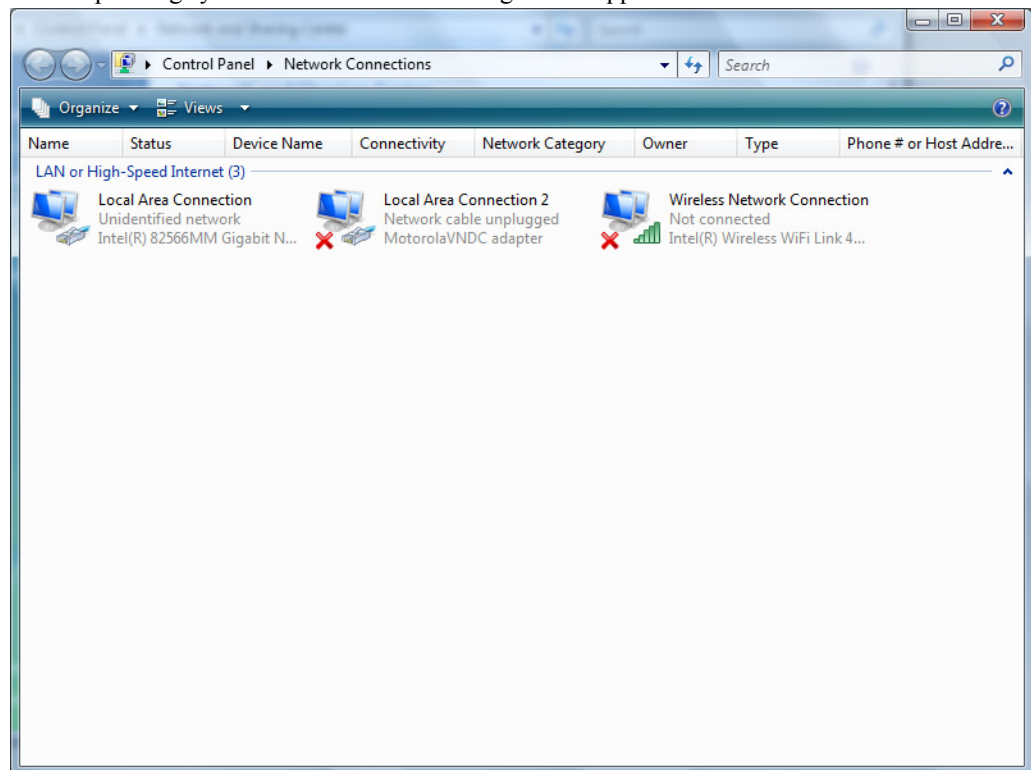 Control Panel Network Connections Search
Organize Views
Name Status Device Name Connectivity Network Category Owner Type Phone # or Host Addre...
LAN or High-Speed Internet (3)
Local Area Connection
Unidentified network
Intel(R) 82566MM Gigabit N...
Local Area Connection 2
Network cable unplugged
MotorolaVNDC adapter
Wireless Network Connection
Not connected
Intel(R) Wireless WiFi Link 4...